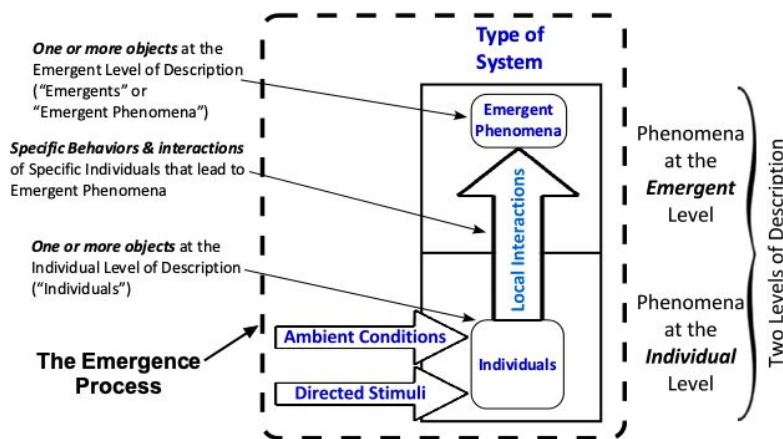 One or more objects at the
Emergent Level of Description
(“Emergents” or
“Emergent Phenomena”)
Specific Behaviors & interactions
of Specific Individuals that lead to
Emergent Phenomena
One or more objects at the
Individual Level of Description
(“Individuals”)
The Emergence
Process
Type of
System
Emergent
Phenomena
Local Interactions
Ambient Conditions
Directed Stimuli
Individuals
Phenomena
at the
Emergent
Level
Phenomena
at the
Individual
Level
Two Levels of Description